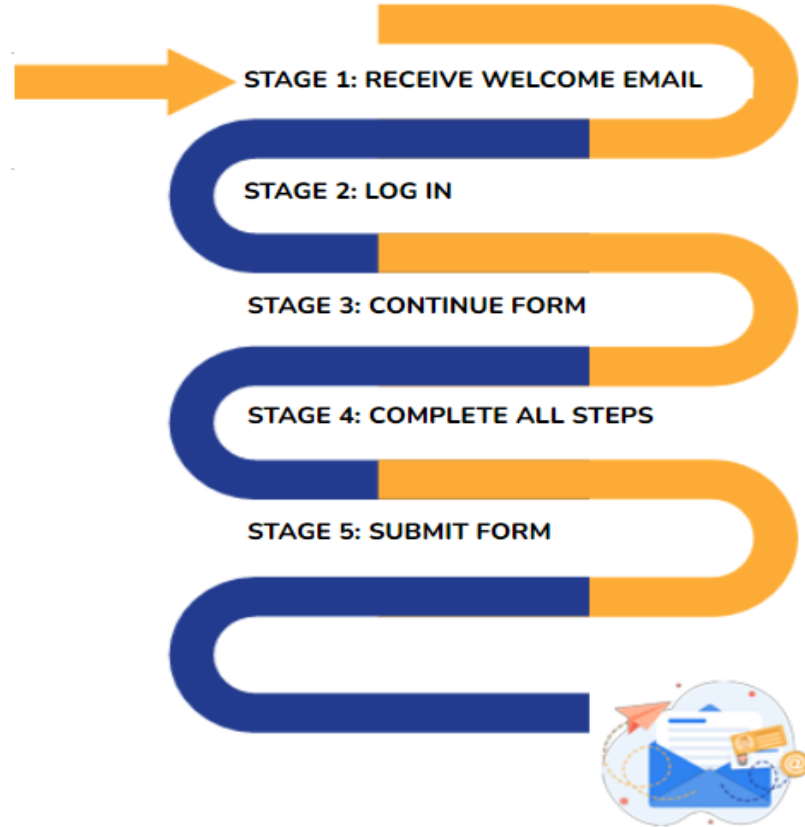 STAGE 1: RECEIVE WELCOME EMAIL
STAGE 2: LOG IN
STAGE 3: CONTINUE FORM
STAGE 4: COMPLETE ALL STEPS
STAGE 5: SUBMIT FORM
@